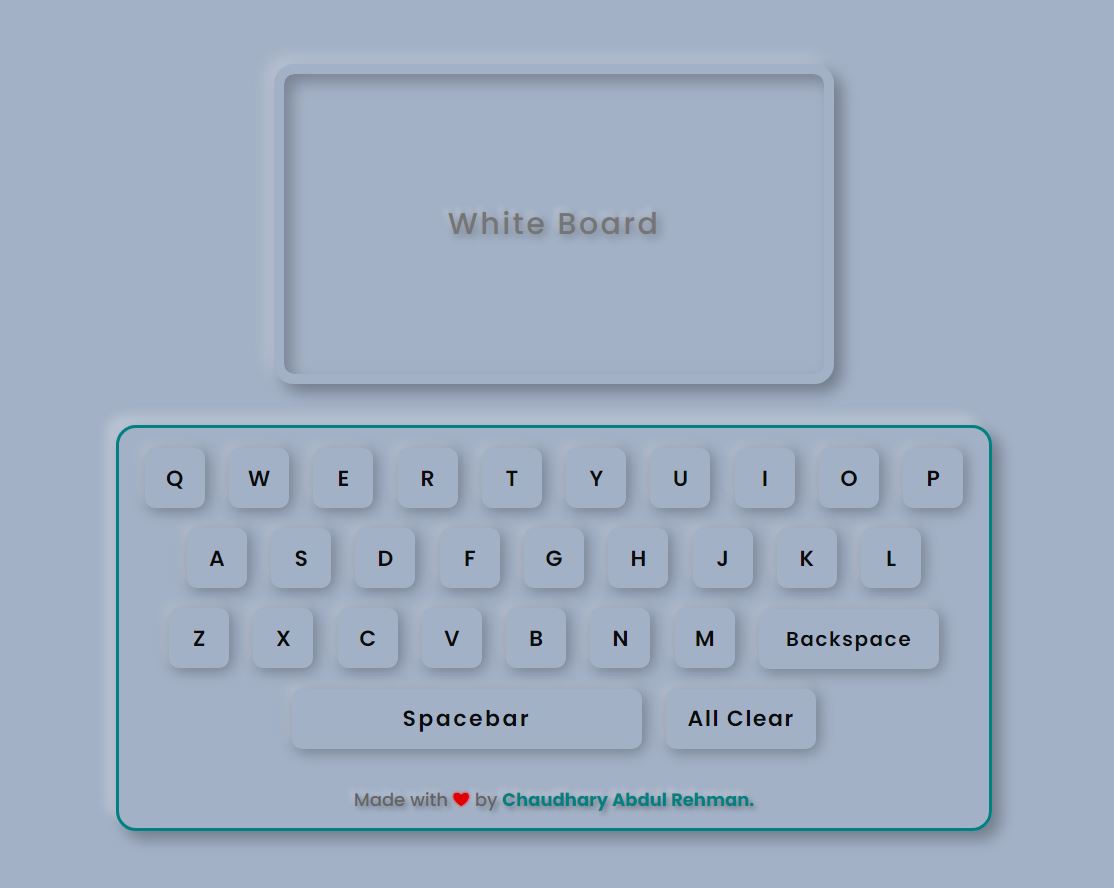 White Board
Q W E R T Y U I O P
A S D F G H J K L
Z X C V B N M Backspace
Spacebar All Clear
Made with ❤ by Chaudhary Abdul Rehman.